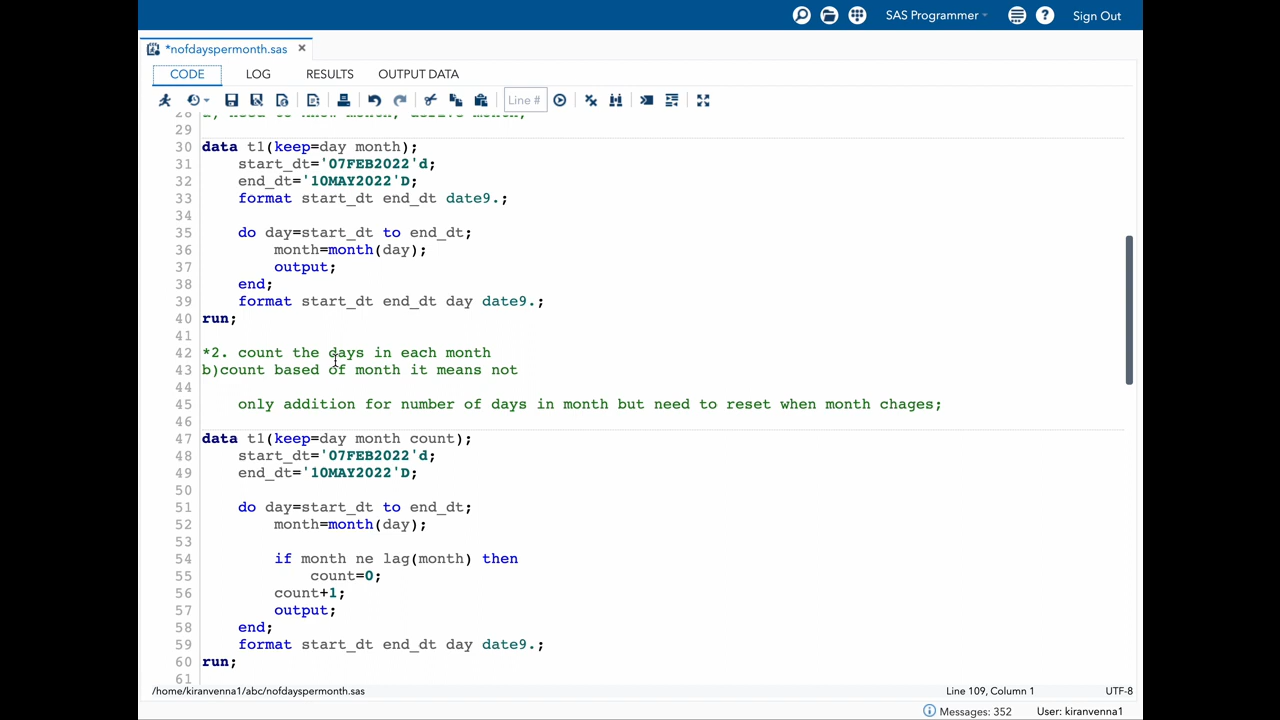 SAS Programmer
Sign Out
*nofdayspermonth.sas
CODE LOG RESULTS OUTPUT DATA
Line #
28
29
30 data t1(keep=day month);
31 start_dt='07FEB2022'd;
32 end_dt='10MAY2022'D;
33 format start_dt end_dt date9.;
34
35 do day=start_dt to end_dt;
36 month=month(day);
37 output;
38 end;
39 format start_dt end_dt day date9.;
40 run;
41
42 *2. count the days in each month
43 b)count based of month it means not
44
45 only addition for number of days in month but need to reset when month chages;
46
47 data t1(keep=day month count);
48 start_dt='07FEB2022'd;
49 end_dt='10MAY2022'D;
50
51 do day=start_dt to end_dt;
52 month=month(day);
53
54 if month ne lag(month) then
55 count=0;
56 count+1;
57 output;
58 end;
59 format start_dt end_dt day date9.;
60 run;
61
/home/kiranvenna1/abc/nofdayspermonth.sas
Line 109, Column 1
UTF-8
Messages: 352
User: kiranvenna1